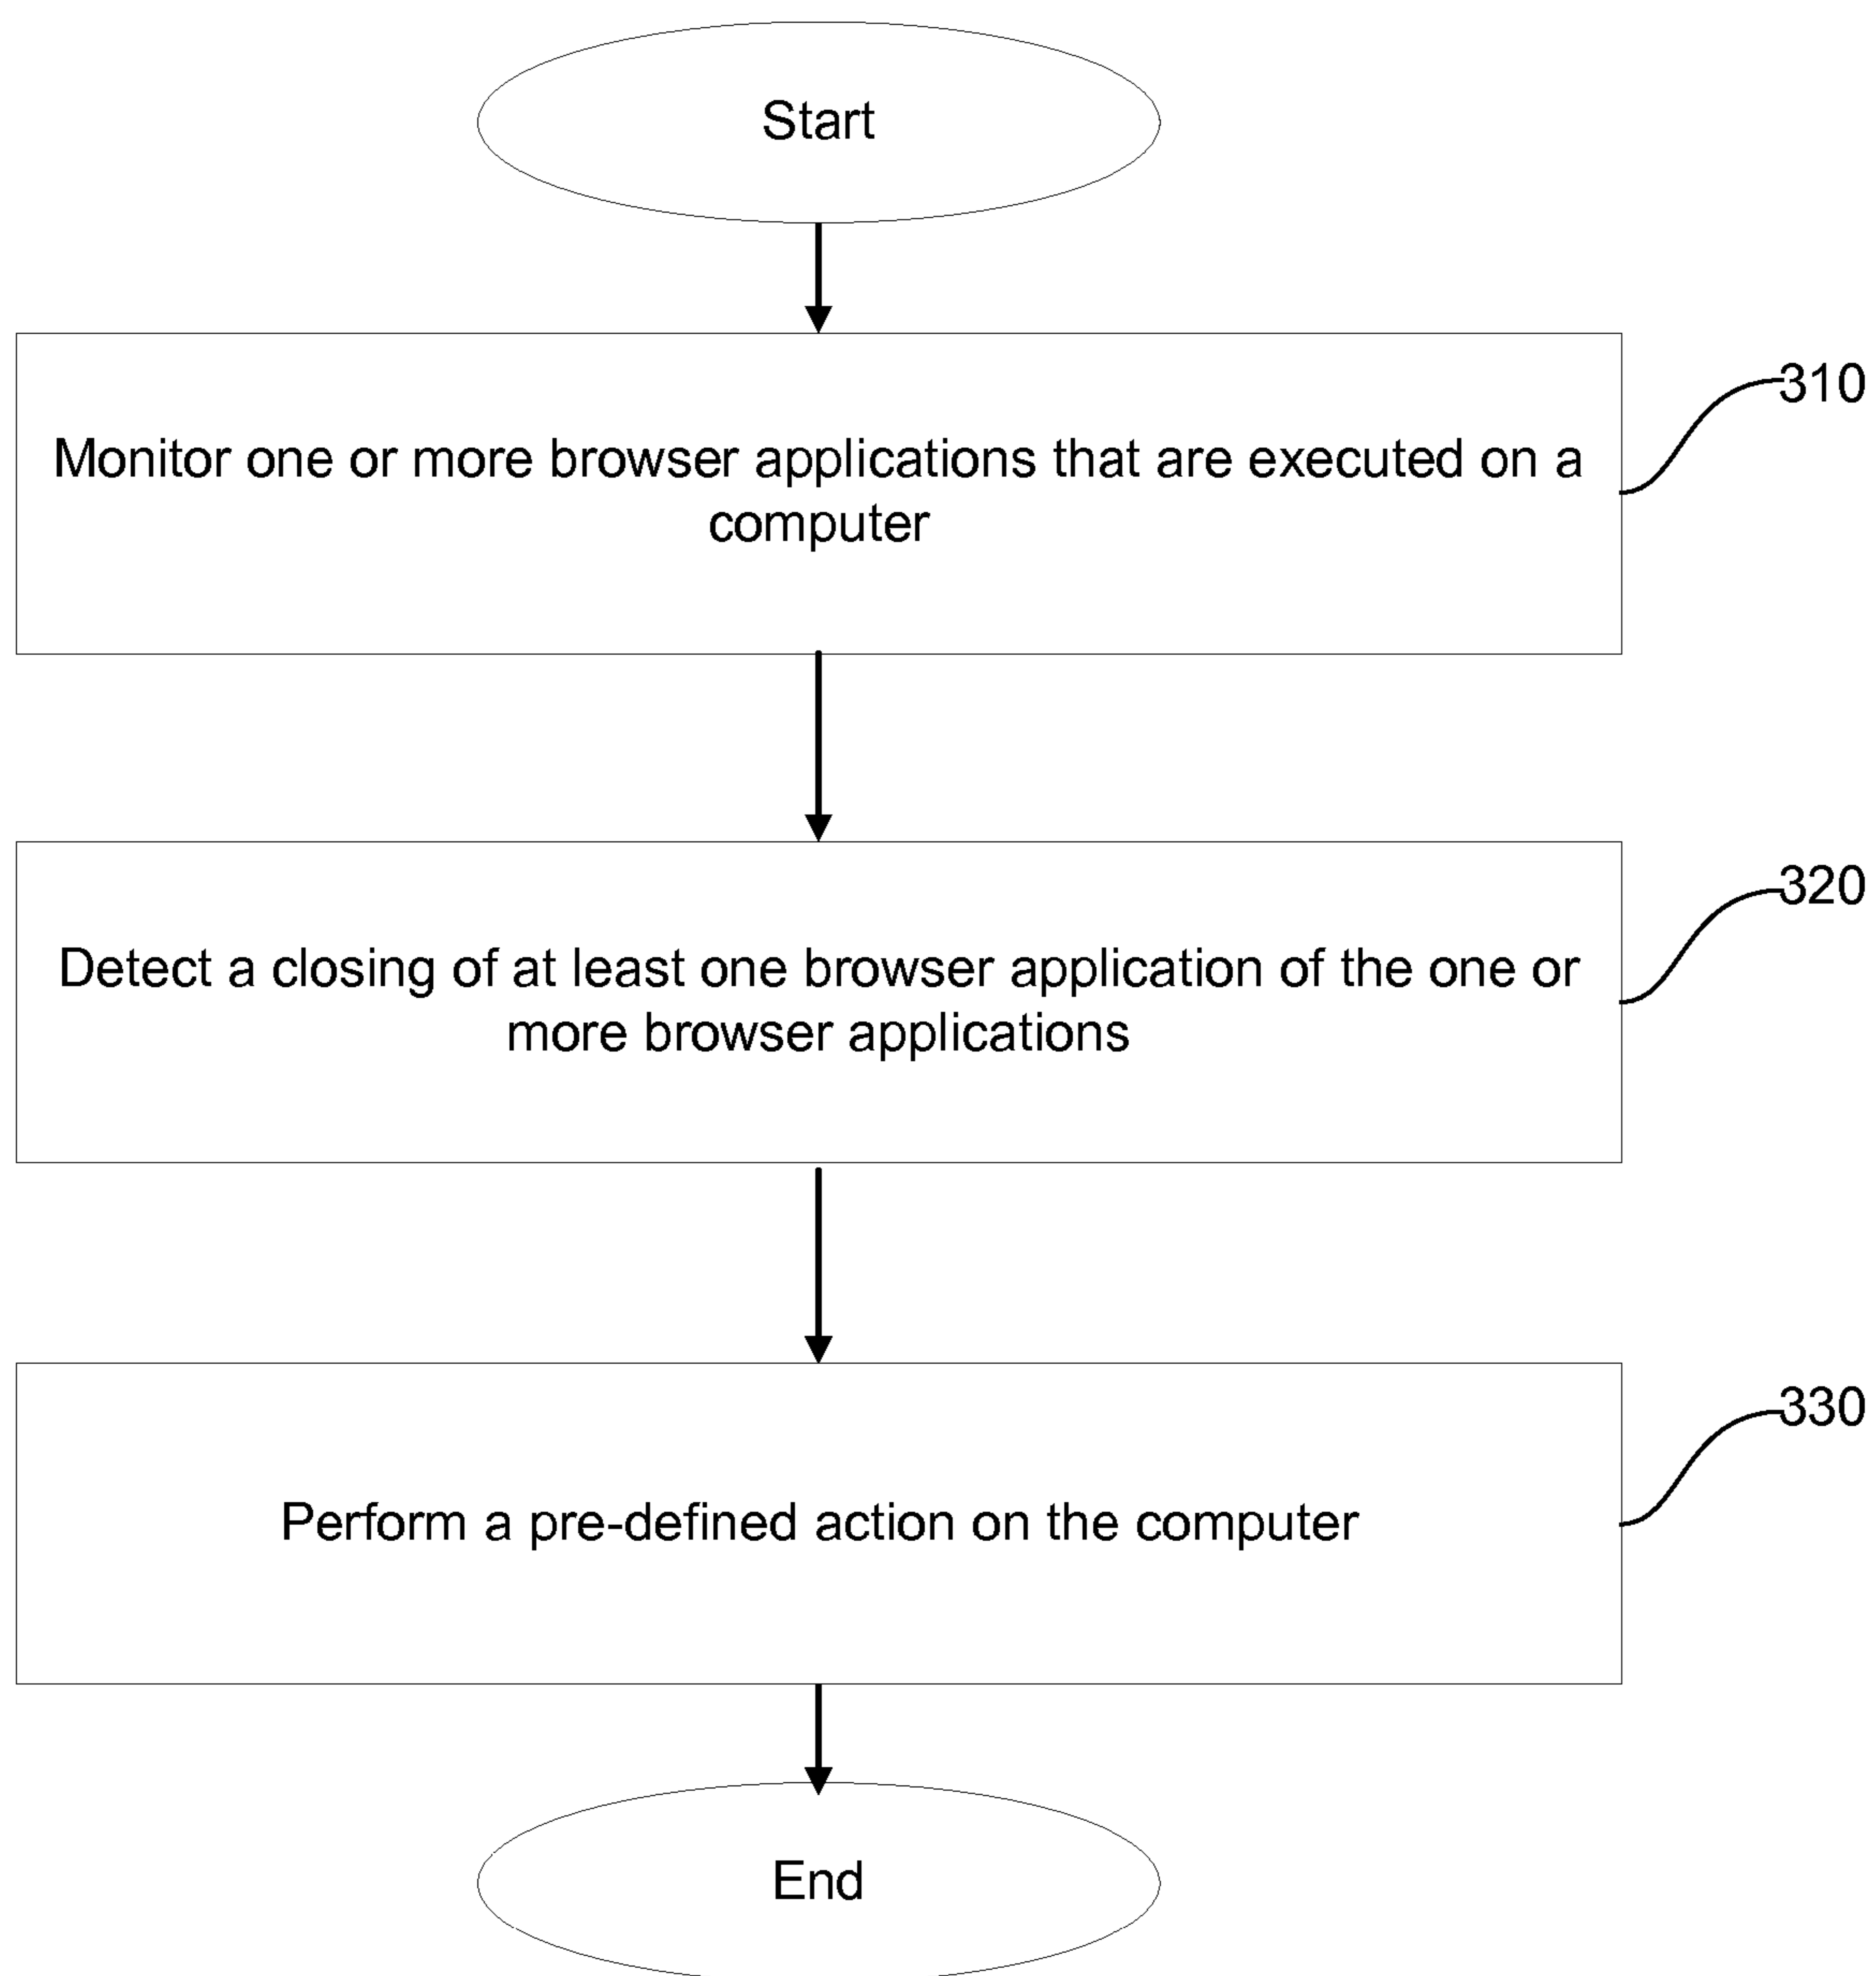 Start
310
Monitor one or more browser applications that are executed on a
computer
320
Detect a closing of at least one browser application of the one or
more browser applications
330
Perform a pre-defined action on the computer
End